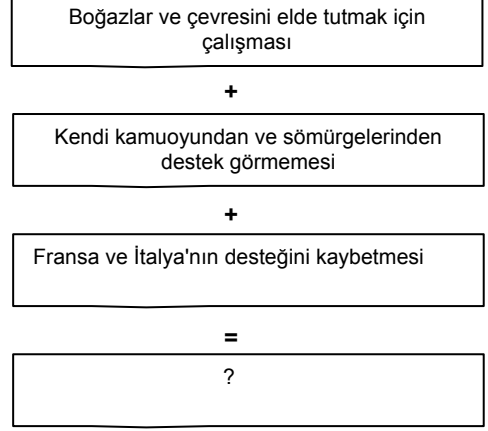 Boğazlar ve çevresini elde tutmak için
çalışması
+
Kendi kamuoyundan ve sömürgelerinden
destek görmemesi
+
Fransa ve İtalya'nın desteğini kaybetmesi
=
?